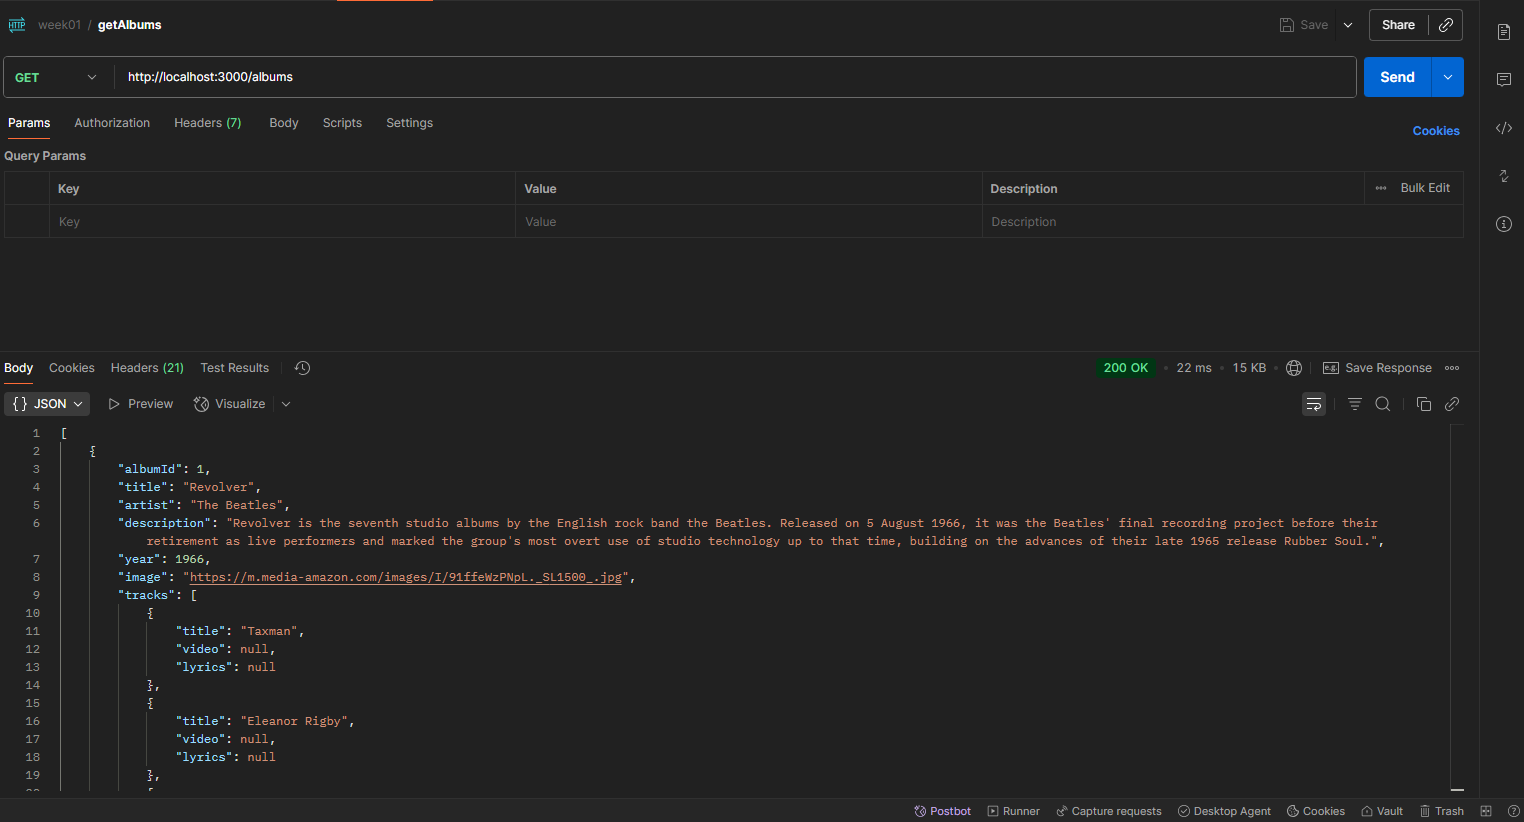 HTTP week01 / getAlbums Save Share
GET http://localhost:3000/albums Send
Params Authorization Headers (7) Body Scripts Settings Cookies
Query Params
Key Value Description Bulk Edit
Key Value Description
Body Cookies Headers (21) Test Results 200 OK 22 ms 15 KB e.g. Save Response
{} JSON Preview Visualize
1 [
2 {
3 "albumId": 1,
4 "title": "Revolver",
5 "artist": "The Beatles",
6 "description": "Revolver is the seventh studio albums by the English rock band the Beatles. Released on 5 August 1966, it was the Beatles' final recording project before their
retirement as live performers and marked the group's most overt use of studio technology up to that time, building on the advances of their late 1965 release Rubber Soul.",
7 "year": 1966,
8 "image": "https://m.media-amazon.com/images/I/91ffeWzPNpL._SL1500_.jpg",
9 "tracks": [
10 {
11 "title": "Taxman",
12 "video": null,
13 "lyrics": null
14 },
15 {
16 "title": "Eleanor Rigby",
17 "video": null,
18 "lyrics": null
19 },
Postbot Runner Capture requests Desktop Agent Cookies Vault Trash